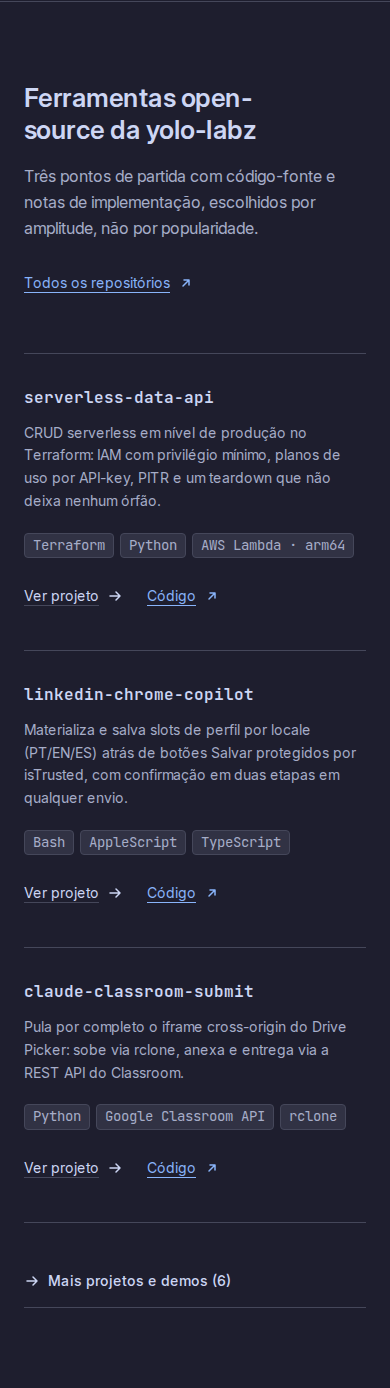 Ferramentas open-
source da yolo-labz
Três pontos de partida com código-fonte e
notas de implementação, escolhidos por
amplitude, não por popularidade.
Todos os repositórios ↗
serverless-data-api
CRUD serverless em nível de produção no
Terraform: IAM com privilégio mínimo, planos de
uso por API-key, PITR e um teardown que não
deixa nenhum órfão.
Terraform Python AWS Lambda · arm64
Ver projeto → Código ↗
linkedin-chrome-copilot
Materializa e salva slots de perfil por locale
(PT/EN/ES) atrás de botões Salvar protegidos por
isTrusted, com confirmação em duas etapas em
qualquer envio.
Bash AppleScript TypeScript
Ver projeto → Código ↗
claude-classroom-submit
Pula por completo o iframe cross-origin do Drive
Picker: sobe via rclone, anexa e entrega via a
REST API do Classroom.
Python Google Classroom API rclone
Ver projeto → Código ↗
→ Mais projetos e demos (6)